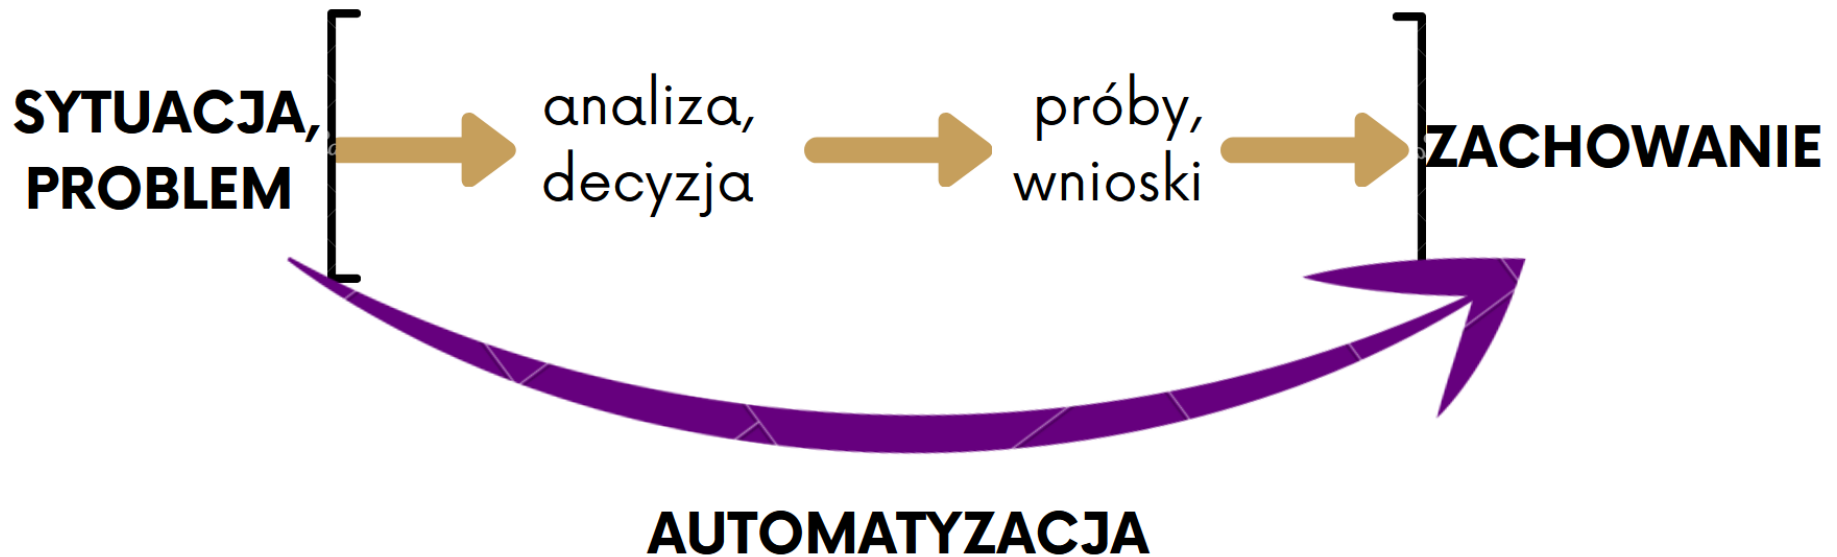 SYTUACJA,
PROBLEM
analiza,
decyzja
próby,
wnioski
ZACHOWANIE
AUTOMATYZACJA